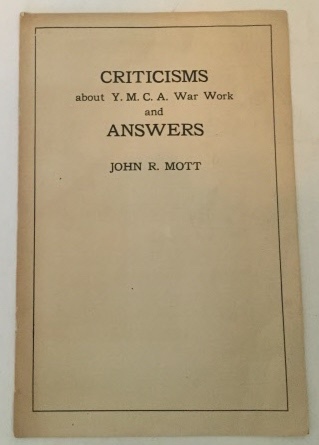 CRITICISMS
about Y. M. C. A. War Work
and
ANSWERS
JOHN R. MOTT